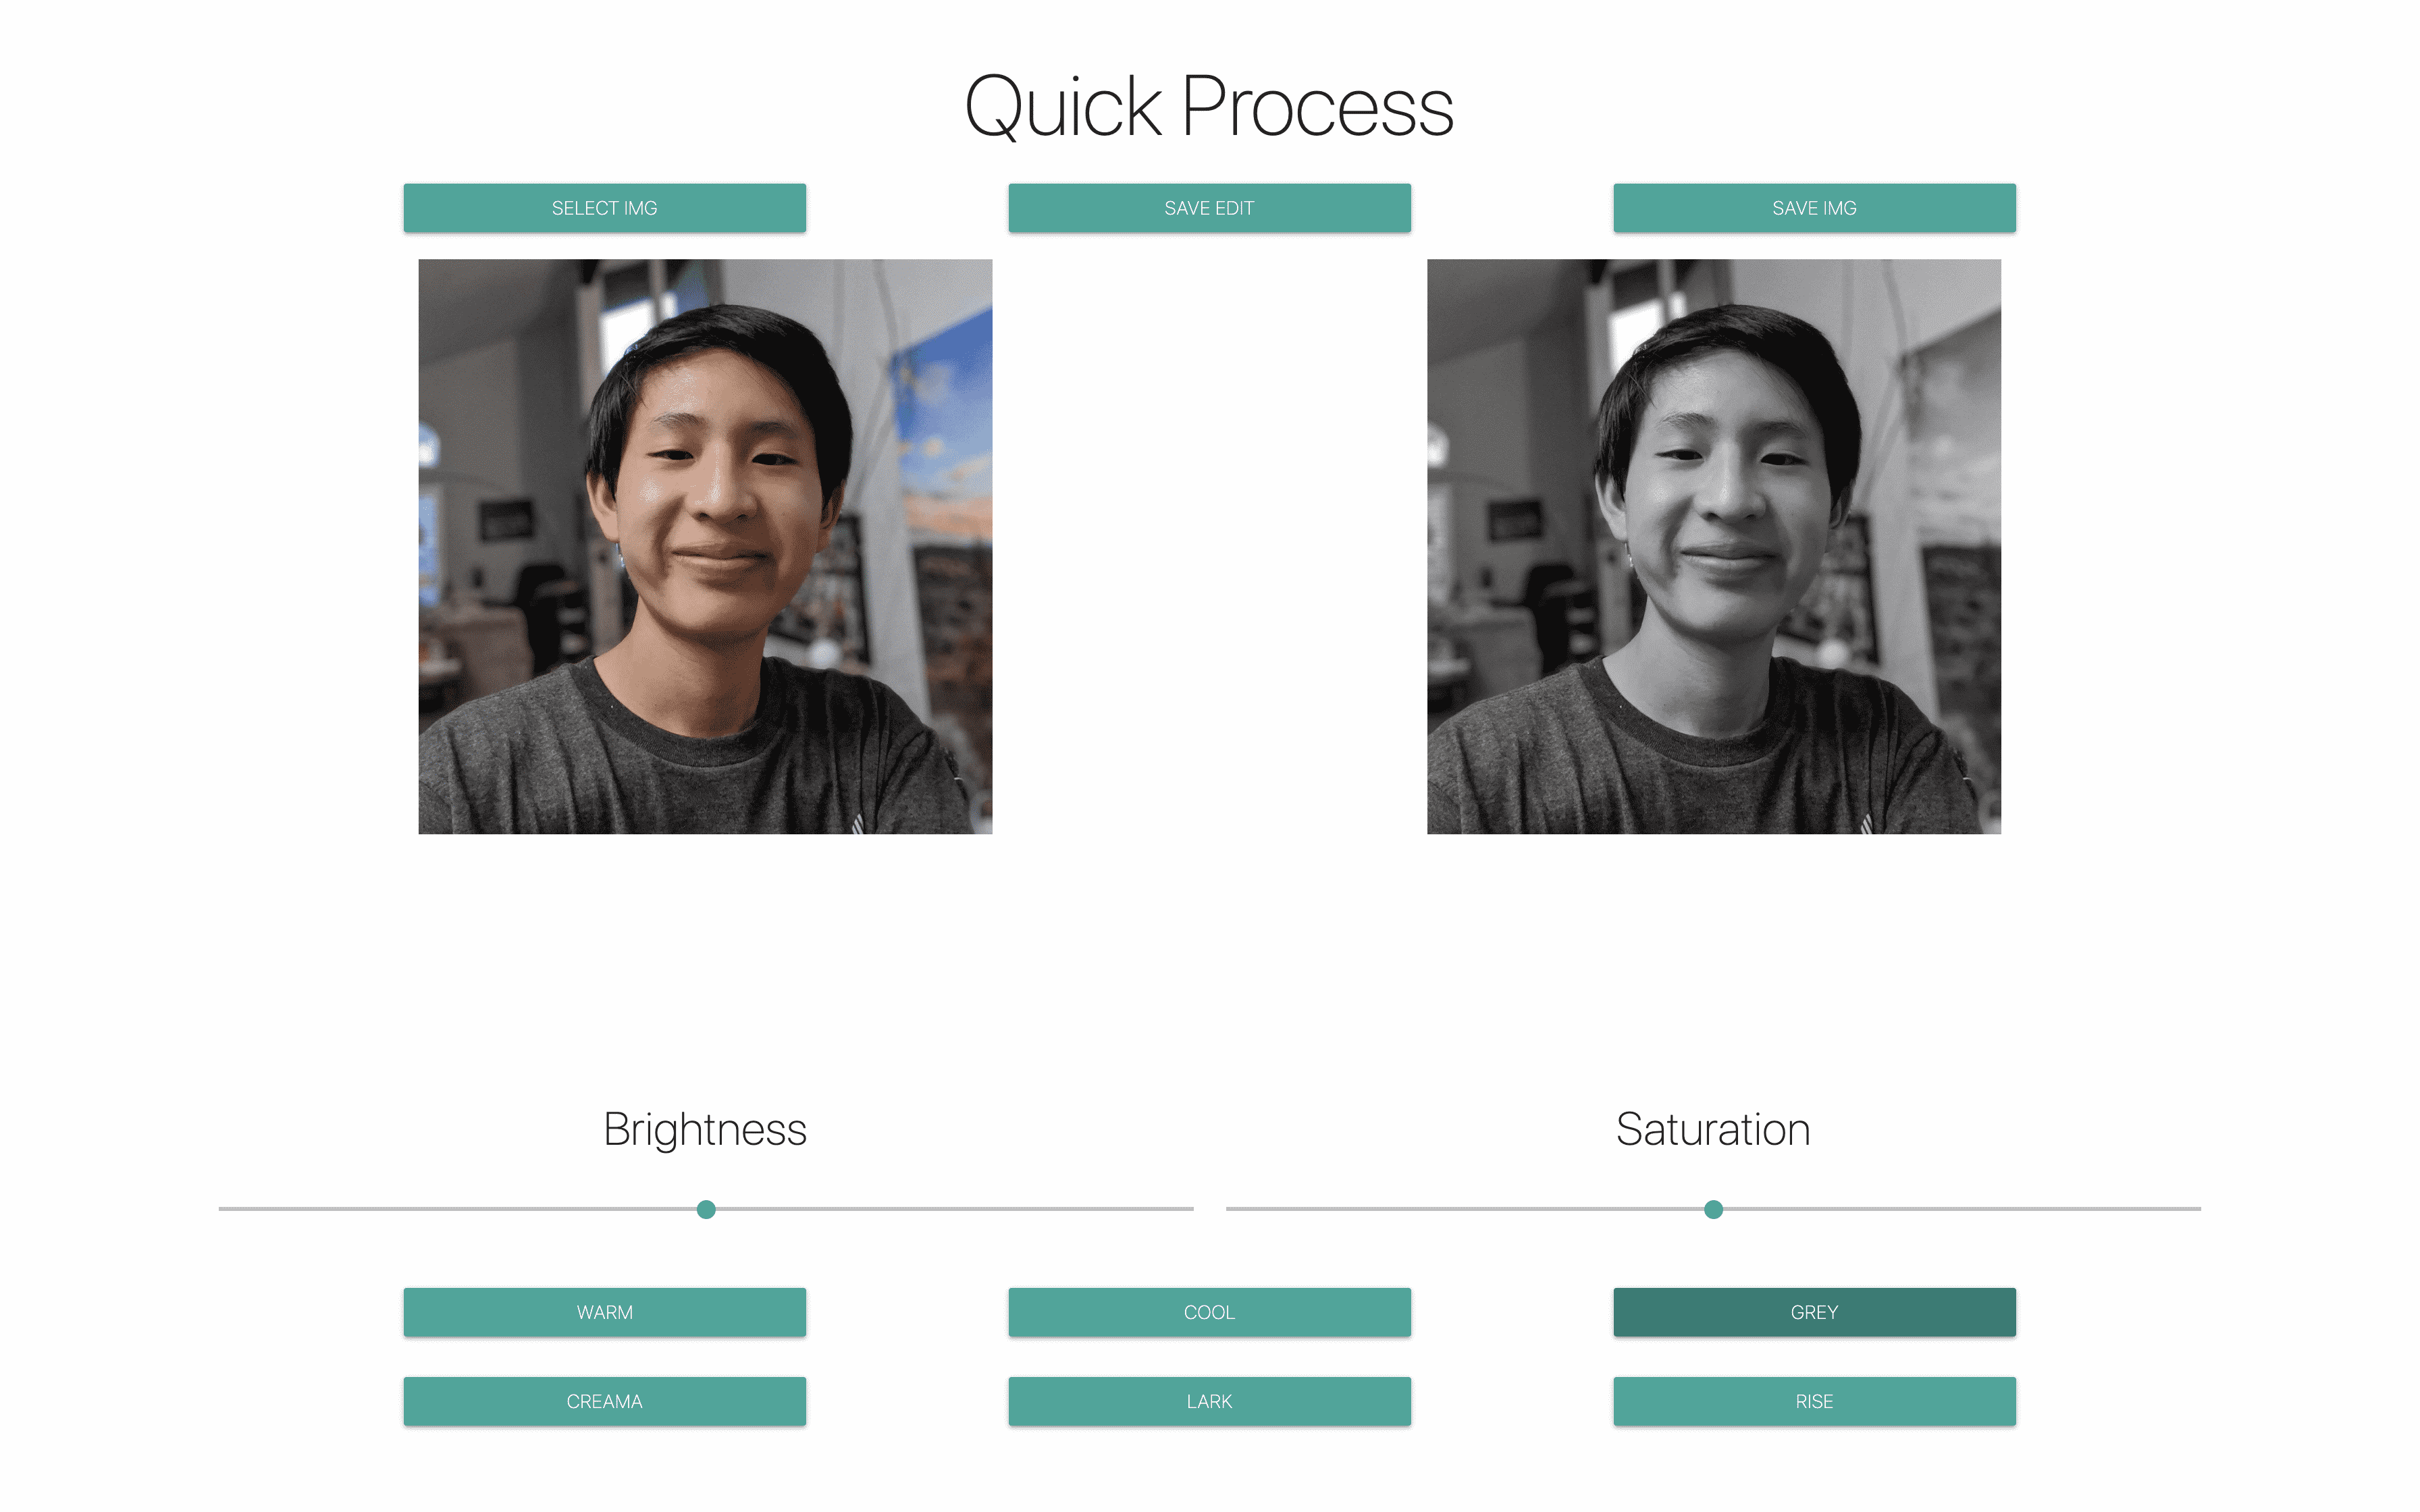 Quick Process
SELECT IMG
SAVE EDIT
SAVE IMG
Brightness
Saturation
WARM
COOL
GREY
CREAMA
LARK
RISE